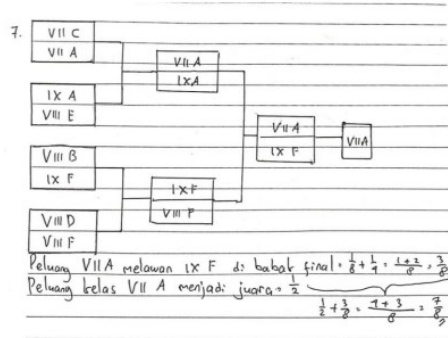 7.
VII C
VII A
IX A
VIII E
VIII B
IX F
VIII D
VIII F
VII A
IX A
IX F
VIII F
VII A
IX F
VII A
Peluang VII A melawan IX F di babak final = 1/8 + 1/4 = 1+2/8 = 3/8
Peluang kelas VII A menjadi juara = 1/2
1/2 + 3/8 = 4+3/8 = 7/8